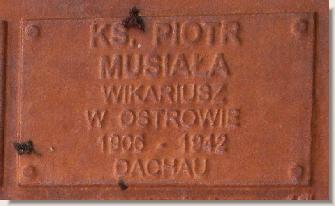 KS. PIOTR
MUSIAŁA
WIKARIUSZ
W OSTROWIE
1906 - 1942
DACHAU